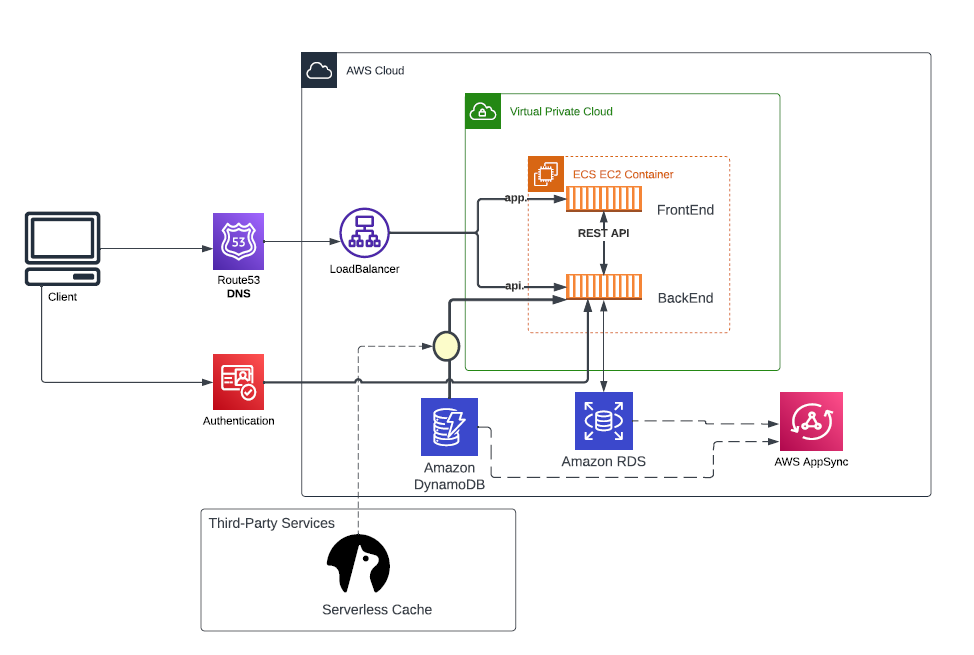 AWS Cloud
Virtual Private Cloud
ECS EC2 Container
app.
FrontEnd
REST API
53
LoadBalancer
Route53
DNS
Client
api.
BackEnd
Authentication
Amazon
DynamoDB
Amazon RDS
AWS AppSync
Third-Party Services
Serverless Cache